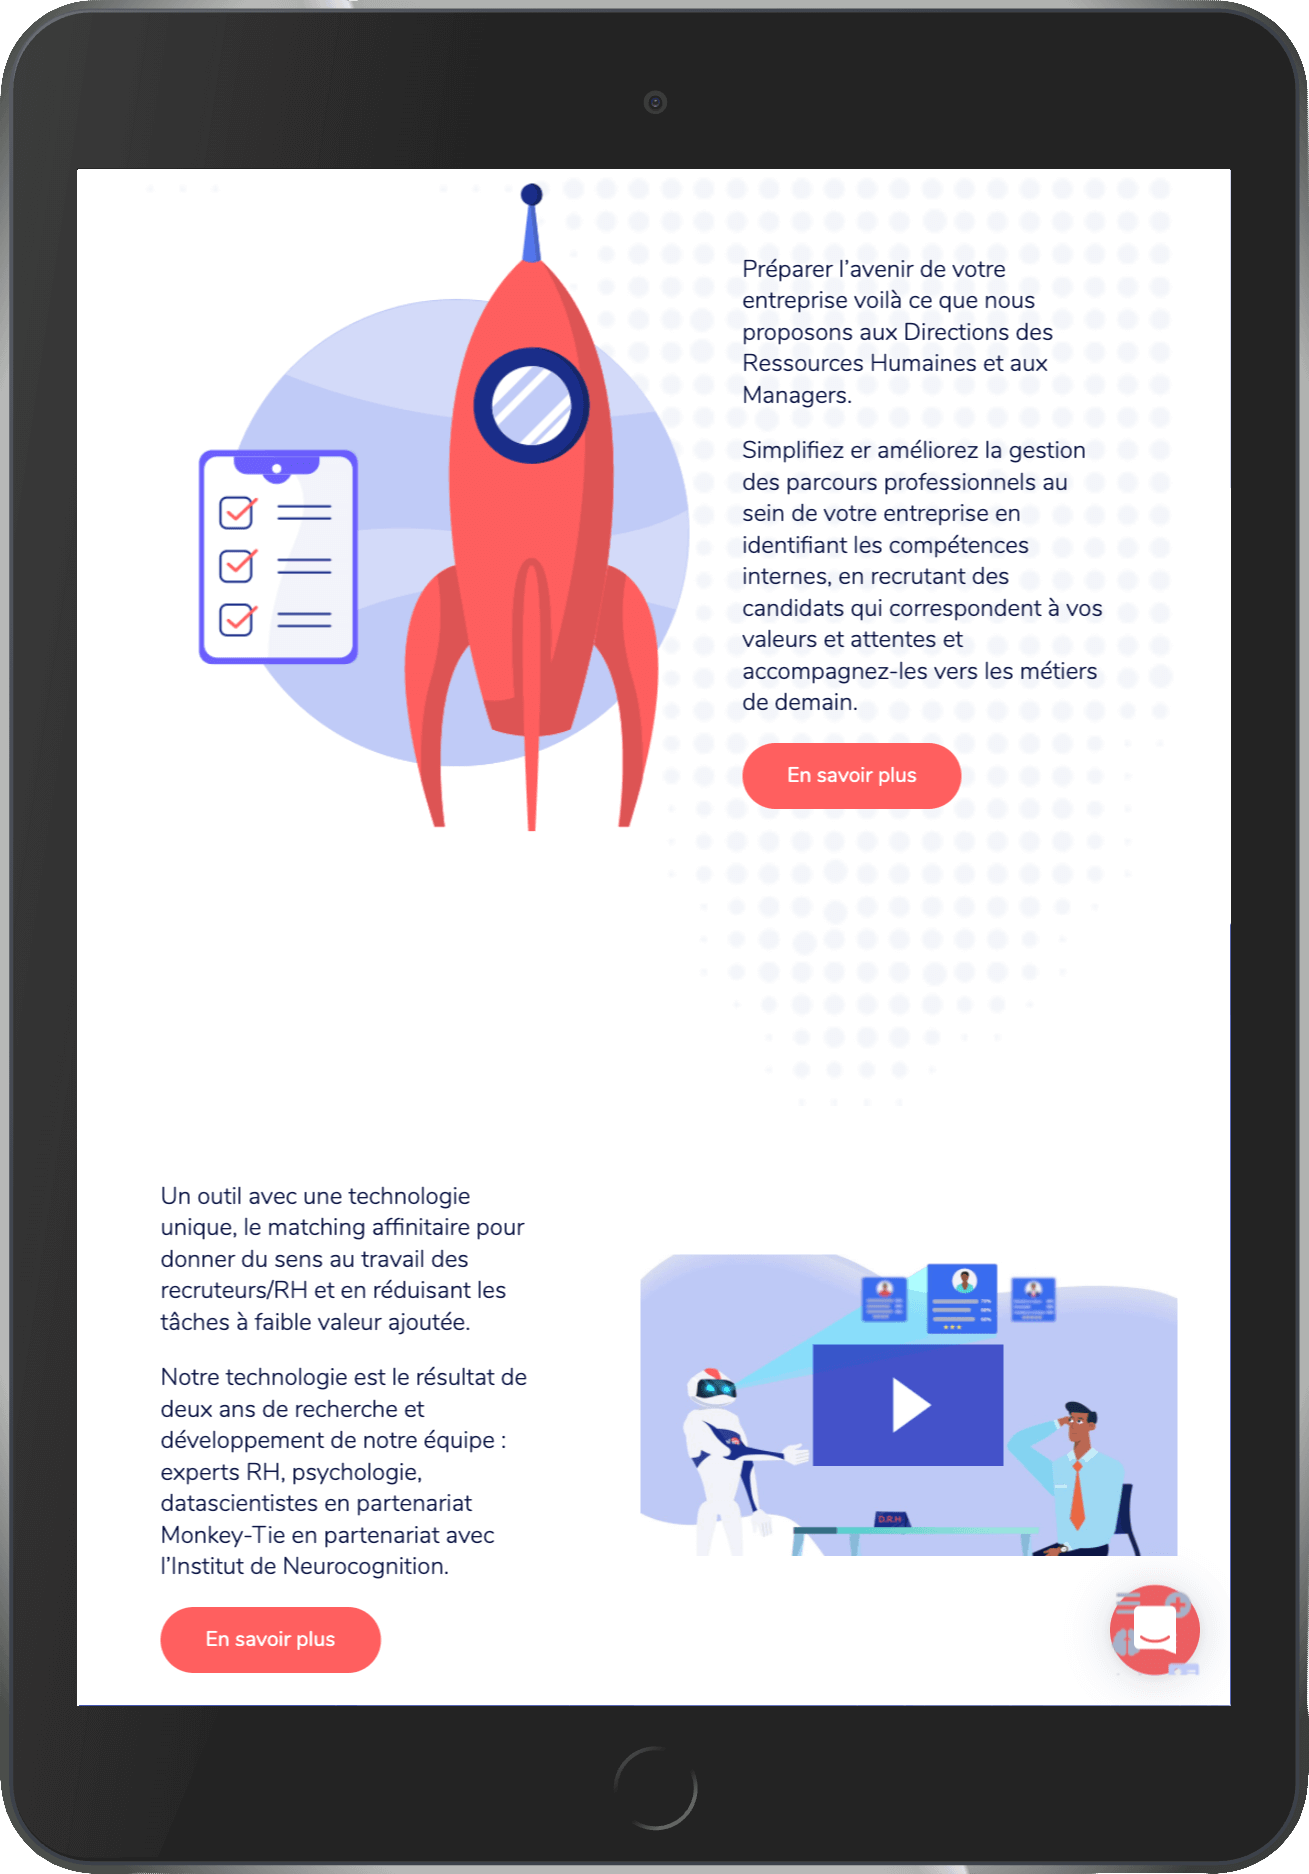 Préparer l’avenir de votre
entreprise voilà ce que nous
proposons aux Directions des
Ressources Humaines et aux
Managers.
Simplifiez er améliorez la gestion
des parcours professionnels au
sein de votre entreprise en
identifiant les compétences
internes, en recrutant des
candidats qui correspondent à vos
valeurs et attentes et
accompagnez-les vers les métiers
de demain.
En savoir plus
Un outil avec une technologie
unique, le matching affinitaire pour
donner du sens au travail des
recruteurs/RH et en réduisant les
tâches à faible valeur ajoutée.
Notre technologie est le résultat de
deux ans de recherche et
développement de notre équipe :
experts RH, psychologie,
datascientistes en partenariat
Monkey-Tie en partenariat avec
l’Institut de Neurocognition.
En savoir plus
D.R.H